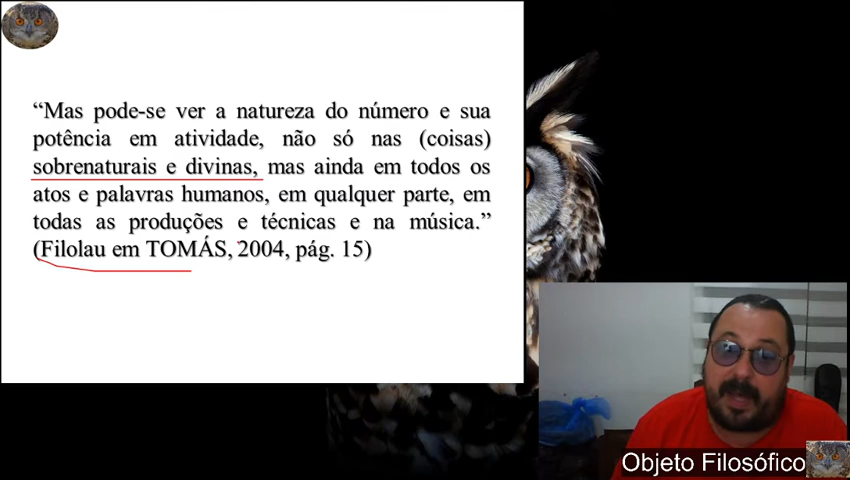 “Mas pode-se ver a natureza do número e sua
potência em atividade, não só nas (coisas)
sobrenaturais e divinas, mas ainda em todos os
atos e palavras humanos, em qualquer parte, em
todas as produções e técnicas e na música.”
(Filolau em TOMÁS, 2004, pág. 15)
Objeto Filosófico